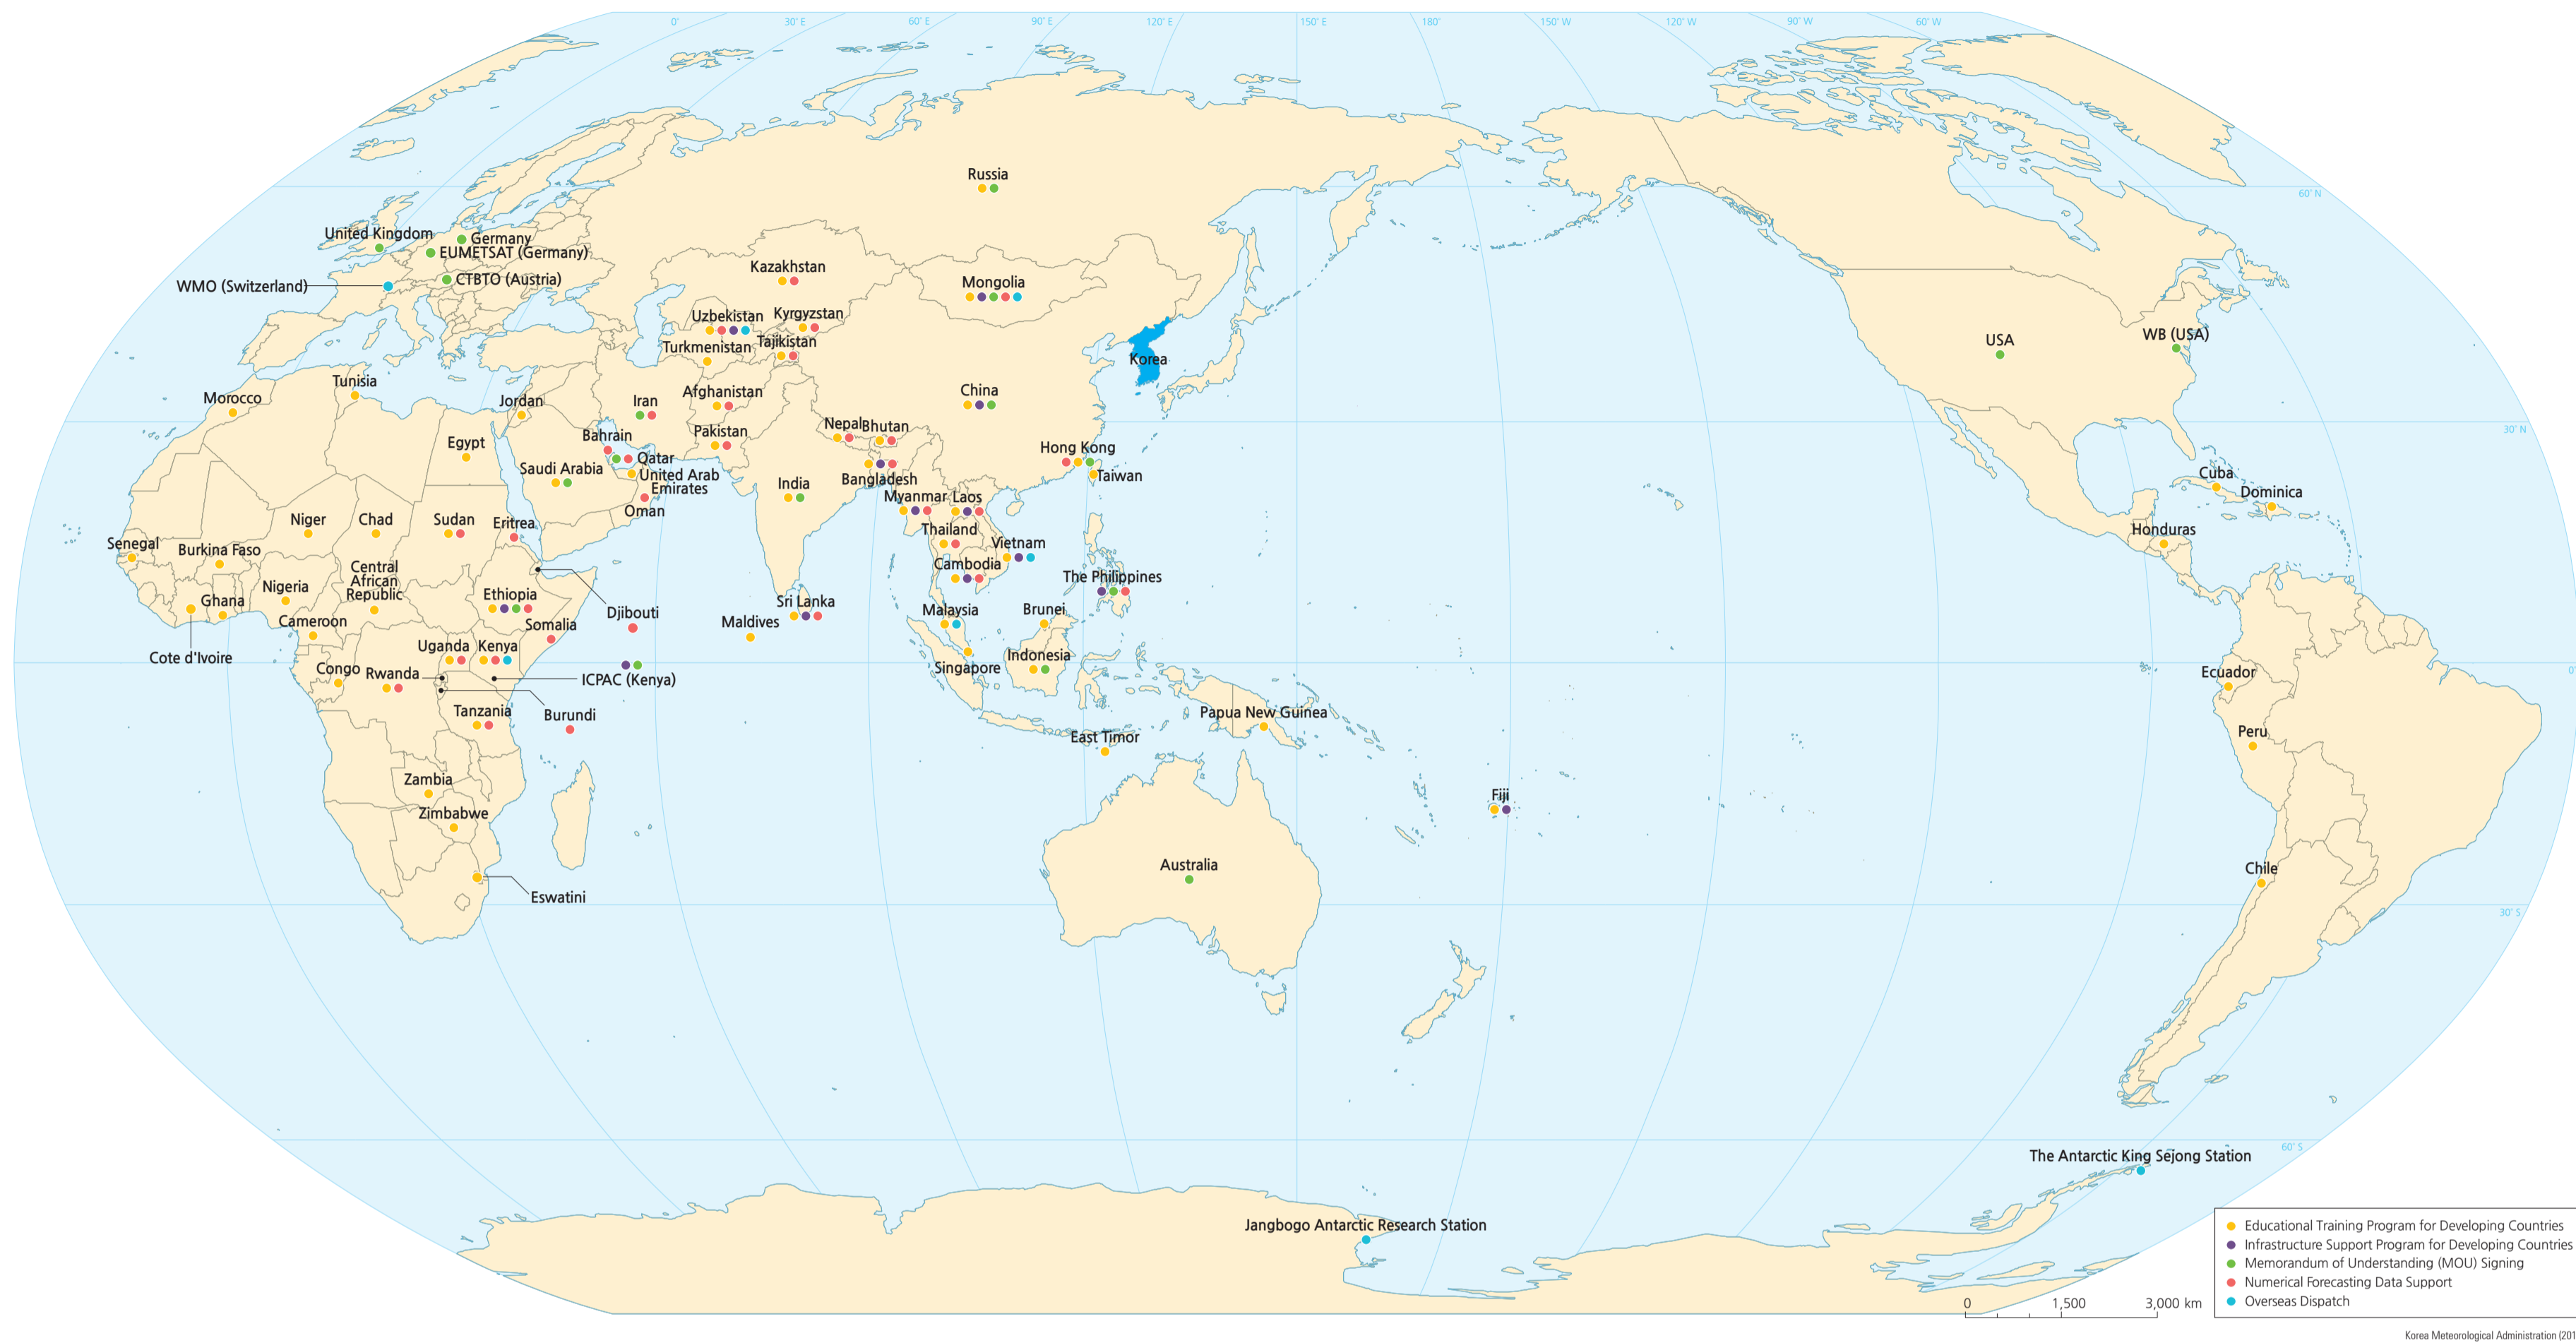 0°
30° E
60° E
90° E
120° E
150° E
180°
150° W
120° W
90° W
60° W
Russia
60° N
United Kingdom
Germany
EUMETSAT (Germany)
WMO (Switzerland)
CTBTO (Austria)
Kazakhstan
Mongolia
Uzbekistan
Kyrgyzstan
Turkmenistan
Tajikistan
Korea
USA
WB (USA)
Tunisia
Morocco
Jordan
Iran
Afghanistan
China
Egypt
Bahrain
Pakistan
Nepal
Bhutan
30° N
Saudi Arabia
Qatar
United Arab
Emirates
Oman
India
Bangladesh
Hong Kong
Taiwan
Myanmar
Laos
Cuba
Dominica
Honduras
Niger
Chad
Sudan
Eritrea
Thailand
Vietnam
Senegal
Burkina Faso
Central
African
Republic
Nigeria
Ghana
Cameroon
Ethiopia
Djibouti
Somalia
Cambodia
The Philippines
Sri Lanka
Maldives
Malaysia
Brunei
Cote d'Ivoire
Uganda
Kenya
Congo
Rwanda
ICPAC (Kenya)
Singapore
Indonesia
0°
Ecuador
Tanzania
Burundi
Papua New Guinea
East Timor
Peru
Zambia
Zimbabwe
Fiji
Australia
Chile
Eswatini
30° S
60° S
The Antarctic King Sejong Station
Jangbogo Antarctic Research Station
Educational Training Program for Developing Countries
Infrastructure Support Program for Developing Countries
Memorandum of Understanding (MOU) Signing
Numerical Forecasting Data Support
Overseas Dispatch
0 1,500 3,000 km
Korea Meteorological Administration (201